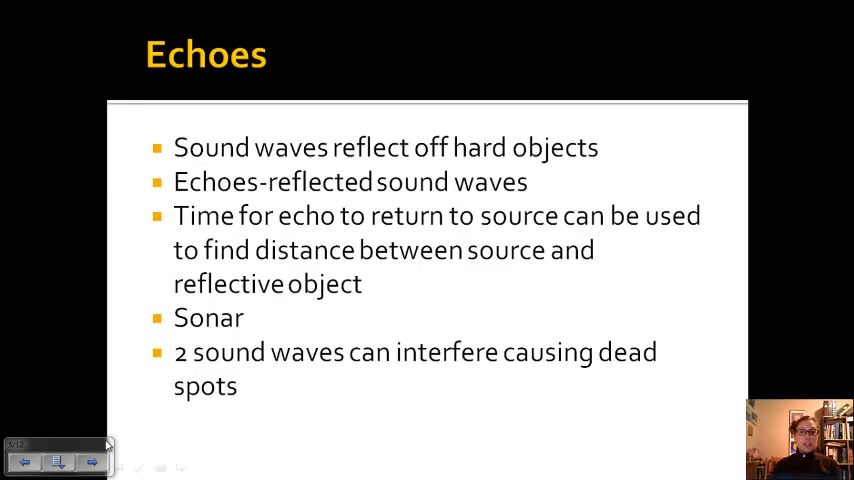 Echoes
Sound waves reflect off hard objects
Echoes-reflected sound waves
Time for echo to return to source can be used
to find distance between source and
reflective object
Sonar
2 sound waves can interfere causing dead
spots